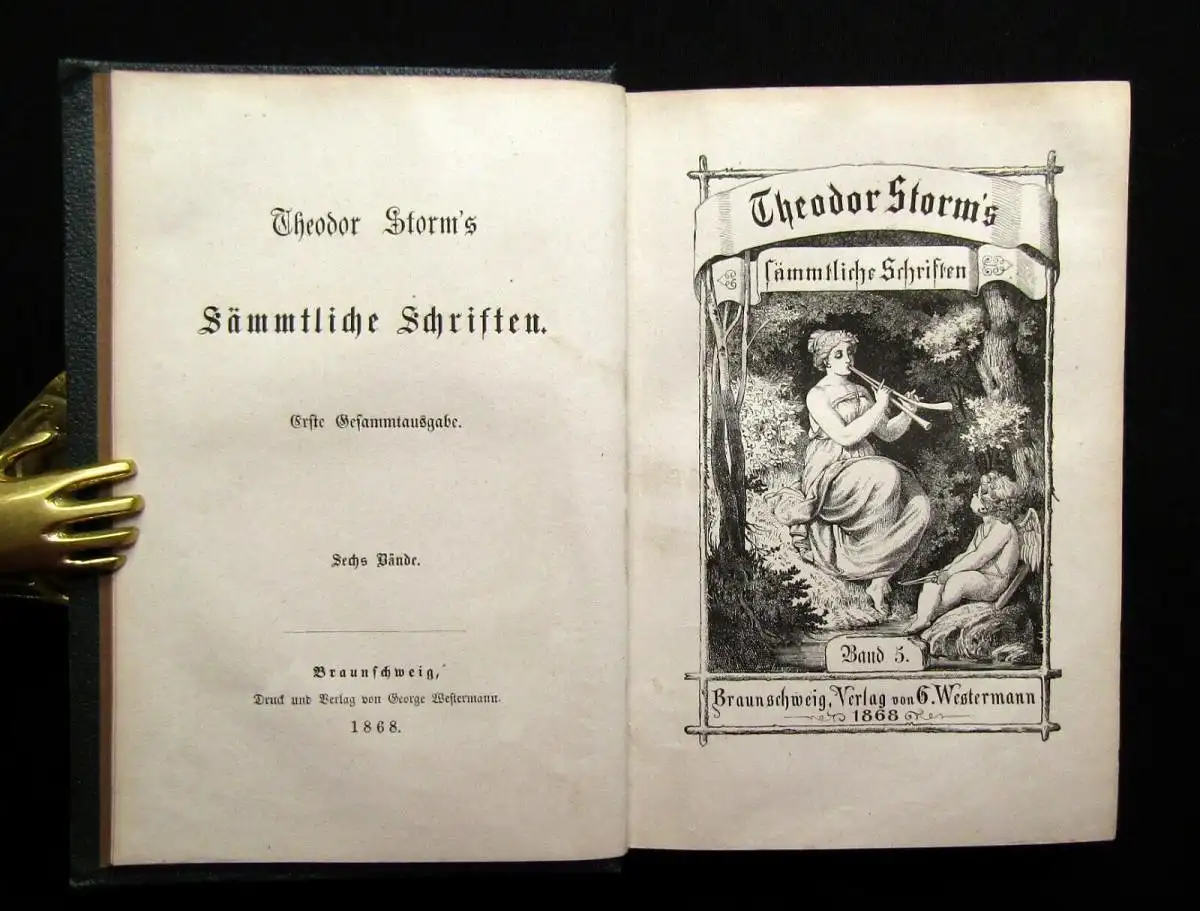 Theodor Storm's
Sämmtliche Schriften.
Erste Gesammtausgabe.
Sechs Bände.
Braunschweig,
Druck und Verlag von George Westermann.
1868.
Theodor Storm's
sämmtliche Schriften
Band 5.
Braunschweig, Verlag von G. Westermann
1868